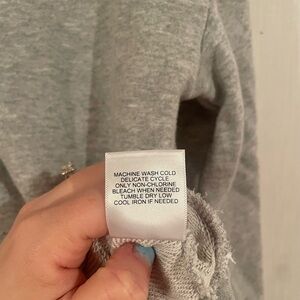 MACHINE WASH COLD
DELICATE CYCLE
ONLY NON-CHLORINE
BLEACH WHEN NEEDED
TUMBLE DRY LOW
COOL IRON IF NEEDED